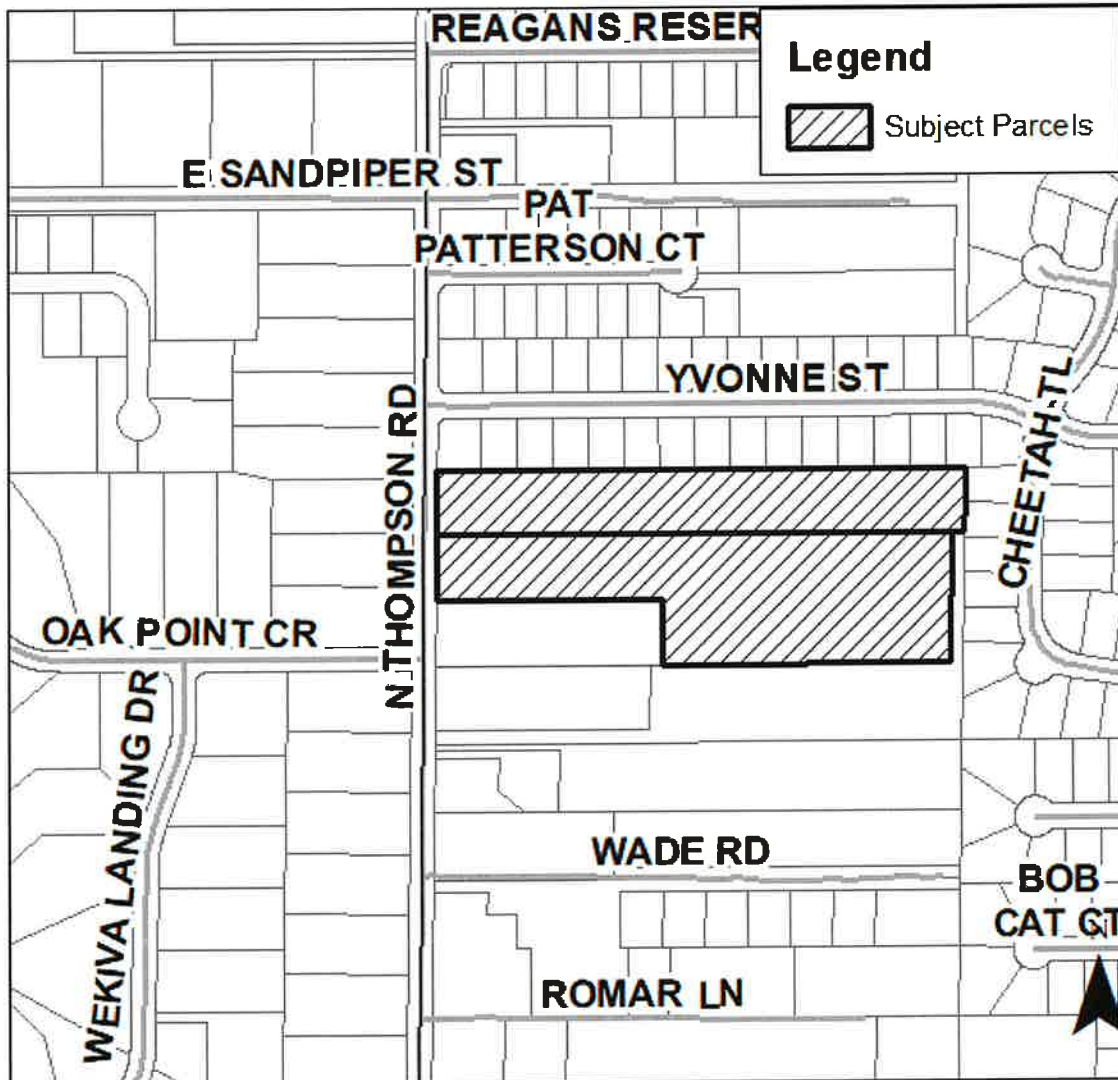 REAGANS RESER
Legend
Subject Parcels
E SANDPIPER ST
PAT
PATTERSON CT
YVONNE ST
N THOMPSON RD
CHEETAH TL
OAK POINT CR
WEKIVA LANDING DR
WADE RD
BOB
CAT CT
ROMAR LN